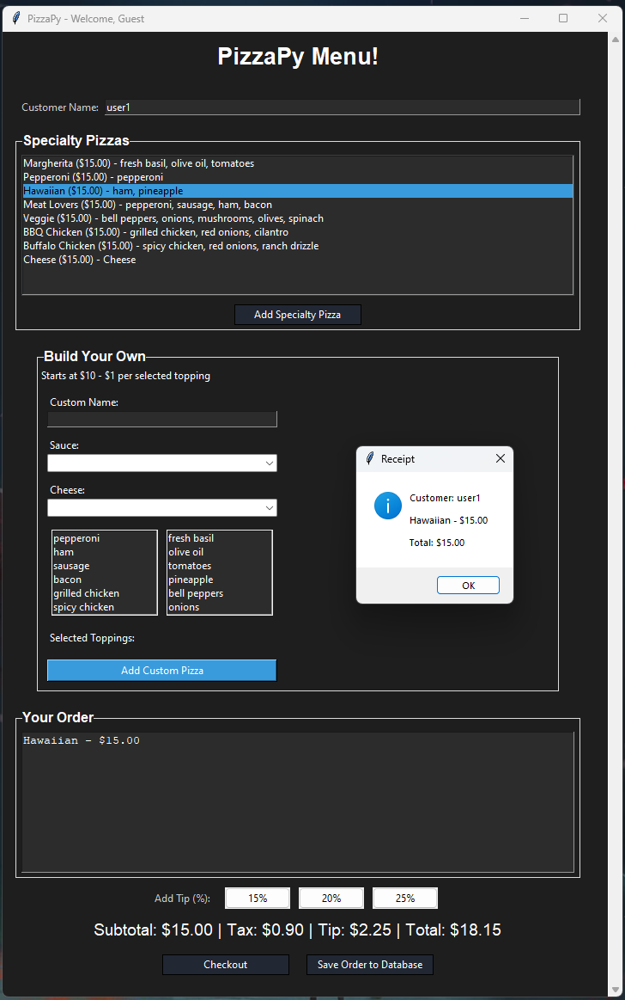 PizzaPy - Welcome, Guest
PizzaPy Menu!
Customer Name: user1
Specialty Pizzas
Margherita ($15.00) - fresh basil, olive oil, tomatoes
Pepperoni ($15.00) - pepperoni
Hawaiian ($15.00) - ham, pineapple
Meat Lovers ($15.00) - pepperoni, sausage, ham, bacon
Veggie ($15.00) - bell peppers, onions, mushrooms, olives, spinach
BBQ Chicken ($15.00) - grilled chicken, red onions, cilantro
Buffalo Chicken ($15.00) - spicy chicken, red onions, ranch drizzle
Cheese ($15.00) - Cheese
Add Specialty Pizza
Build Your Own
Starts at $10 - $1 per selected topping
Custom Name:
Sauce:
Cheese:
pepperoni
ham
sausage
bacon
grilled chicken
spicy chicken
fresh basil
olive oil
tomatoes
pineapple
bell peppers
onions
Selected Toppings:
Add Custom Pizza
Receipt
Customer: user1
Hawaiian - $15.00
Total: $15.00
OK
Your Order
Hawaiian - $15.00
Add Tip (%): 15% 20% 25%
Subtotal: $15.00 | Tax: $0.90 | Tip: $2.25 | Total: $18.15
Checkout Save Order to Database